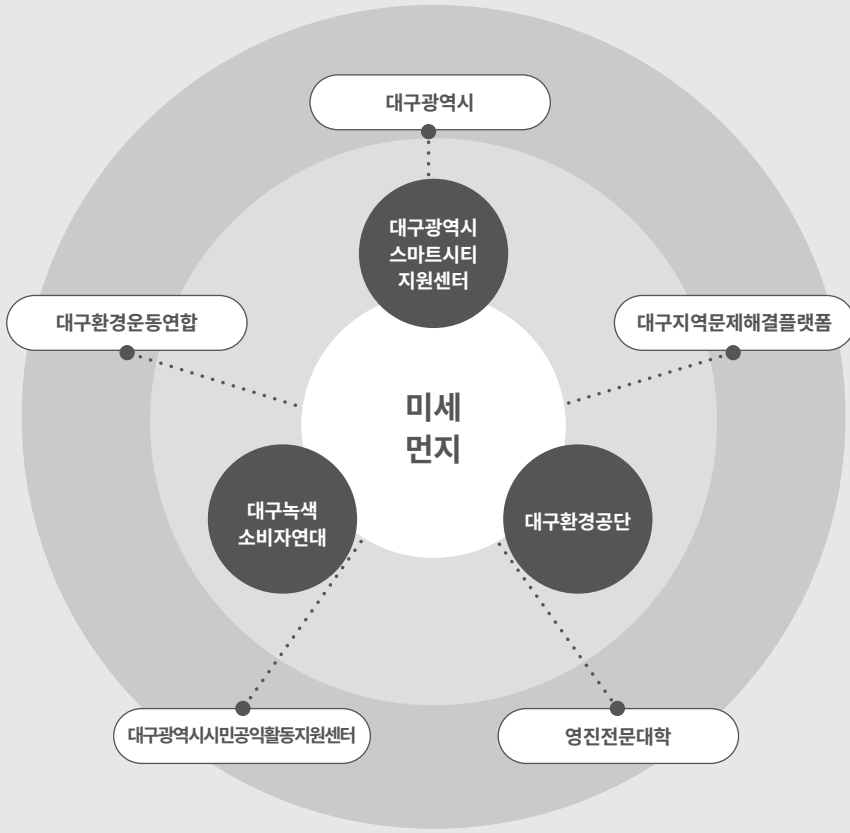 대구광역시
대구광역시
스마트시티
지원센터
대구환경운동연합
대구지역문제해결플랫폼
미세
먼지
대구녹색
소비자연대
대구환경공단
대구광역시시민공익활동지원센터
영진전문대학